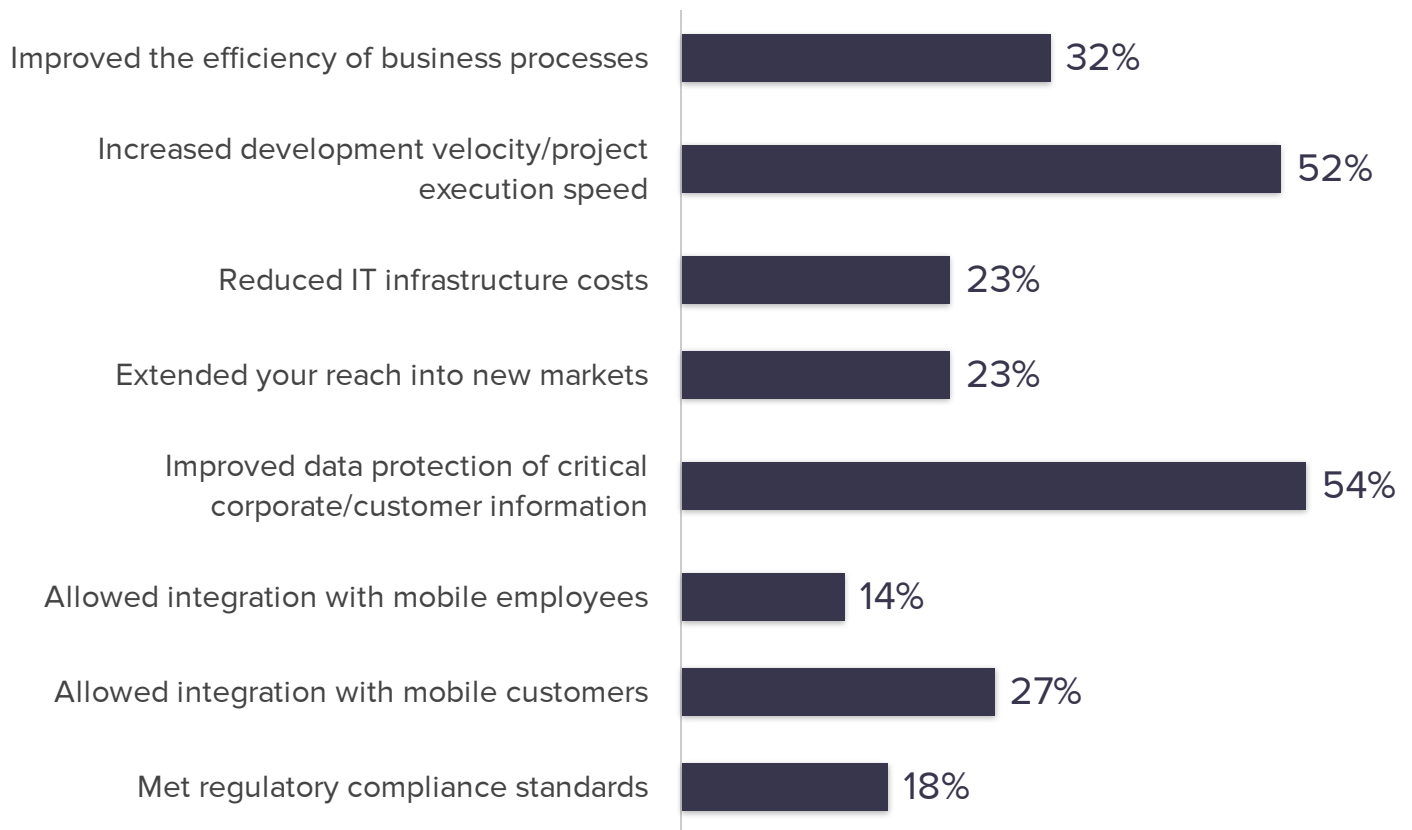 Improved the efficiency of business processes
32%
Increased development velocity/project
execution speed
52%
Reduced IT infrastructure costs
23%
Extended your reach into new markets
23%
Improved data protection of critical
corporate/customer information
54%
Allowed integration with mobile employees
14%
Allowed integration with mobile customers
27%
Met regulatory compliance standards
18%